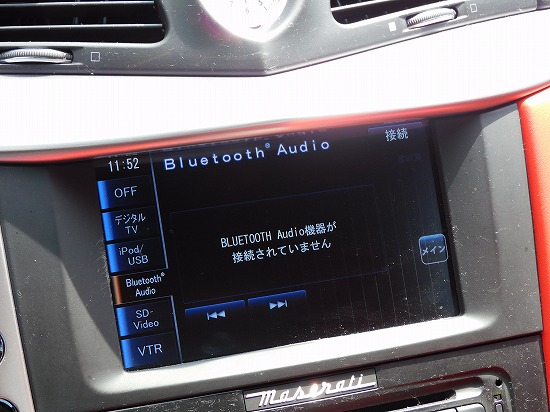 11:52
Bluetooth® Audio
接続
OFF
デジタル
TV
iPod/
USB
Bluetooth®
Audio
SD-
Video
VTR
BLUETOOTH Audio機器が
接続されていません
メイン
Maserati